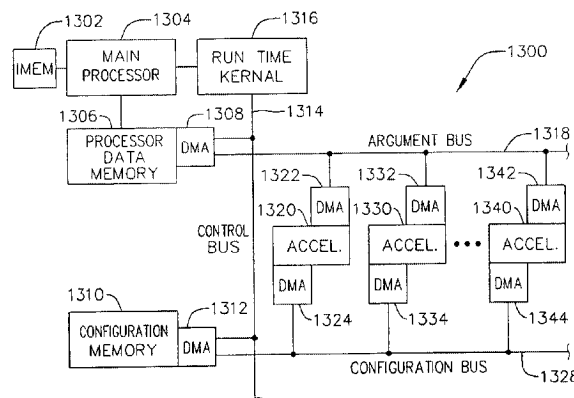 1302
1304
1316
1300
IMEM
MAIN
PROCESSOR
RUN TIME
KERNAL
1306
1308
1314
PROCESSOR
DATA
MEMORY
DMA
ARGUMENT BUS
1318
1322
1332
1342
DMA
DMA
DMA
1320
1330
1340
CONTROL
BUS
ACCEL.
ACCEL.
ACCEL.
DMA
DMA
DMA
1310
1312
1324
1334
1344
CONFIGURATION
MEMORY
DMA
CONFIGURATION BUS
1328